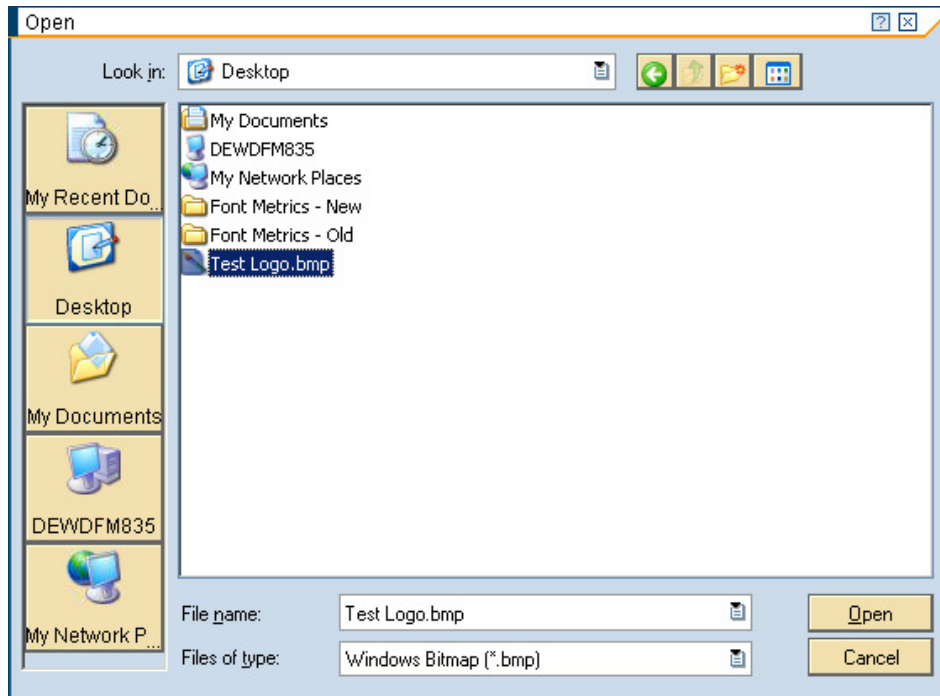 Open
Look in: Desktop
My Recent Do...
Desktop
My Documents
DEWDFM835
My Network P...
My Documents
DEWDFM835
My Network Places
Font Metrics - New
Font Metrics - Old
Test Logo.bmp
File name: Test Logo.bmp Open
Files of type: Windows Bitmap (*.bmp) Cancel